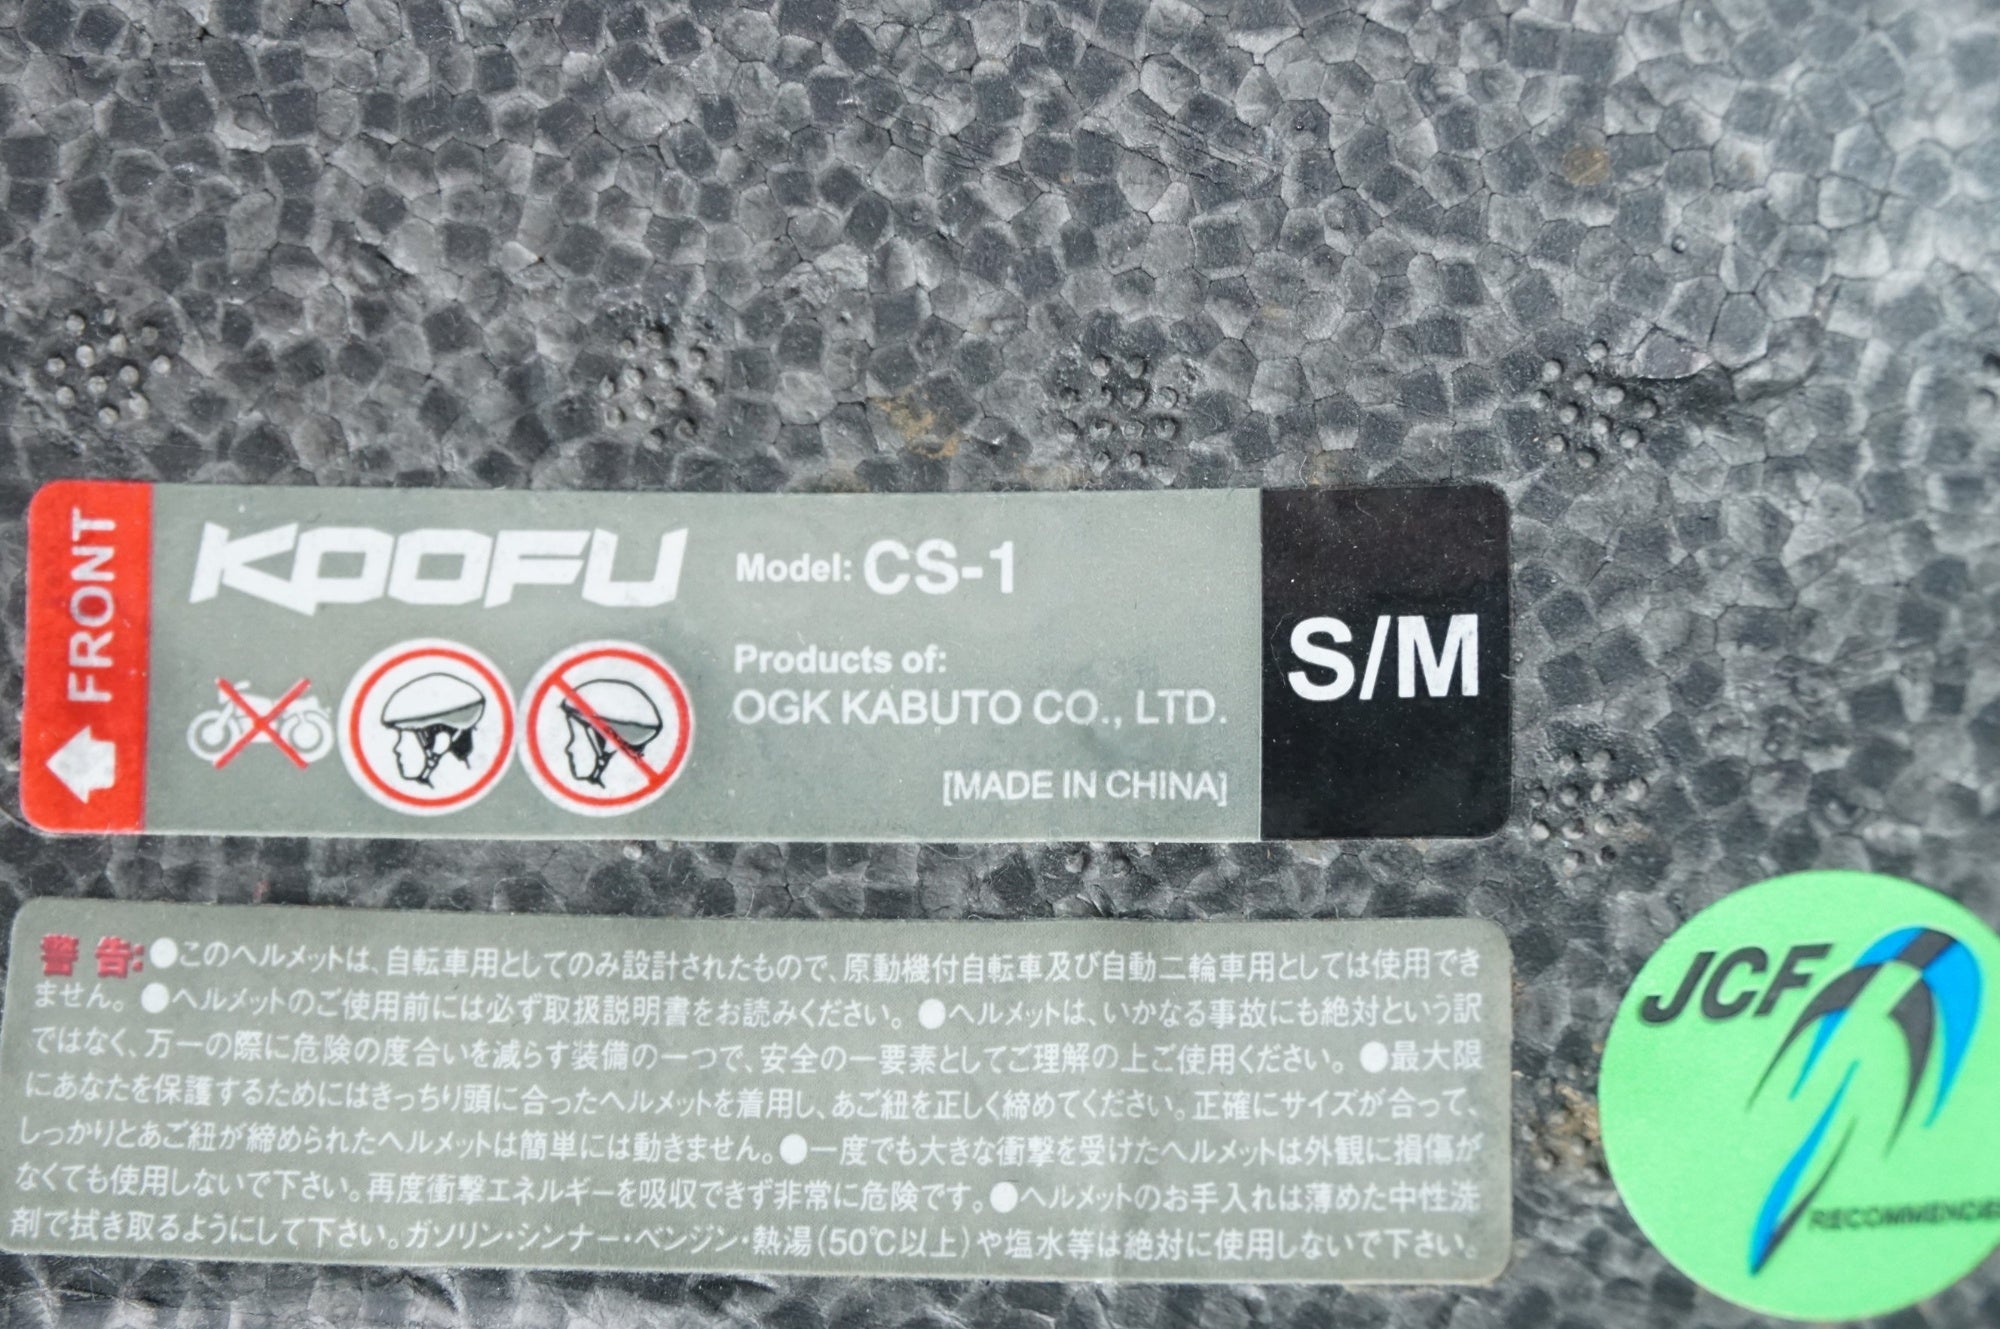 FRONT
KOOFU
Model: CS-1
Products of:
OGK KABUTO CO., LTD.
[MADE IN CHINA]
S/M
警告:●このヘルメットは、自転車用としてのみ設計されたもので、原動機付自転車及び自動二輪車用としては使用でき
ません。●ヘルメットのご使用前には必ず取扱説明書をお読みください。●ヘルメットは、いかなる事故にも絶対という訳
ではなく、万一の際に危険の度合いを減らす装備の一つで、安全の一要素としてご理解の上ご使用ください。●最大限
にあなたを保護するためにはきっちり頭に合ったヘルメットを着用し、あご紐を正しく締めてください。正確にサイズが合って、
しっかりとあご紐が締められたヘルメットは簡単には動きません。●一度でも大きな衝撃を受けたヘルメットは外観に損傷が
なくても使用しないで下さい。再度衝撃エネルギーを吸収できず非常に危険です。●ヘルメットのお手入れは薄めた中性洗
剤で拭き取るようにして下さい。ガソリン・シンナー・ベンジン・熱湯(50℃以上)や塩水等は絶対に使用しないで下さい。
JCF
RECOMMENDE